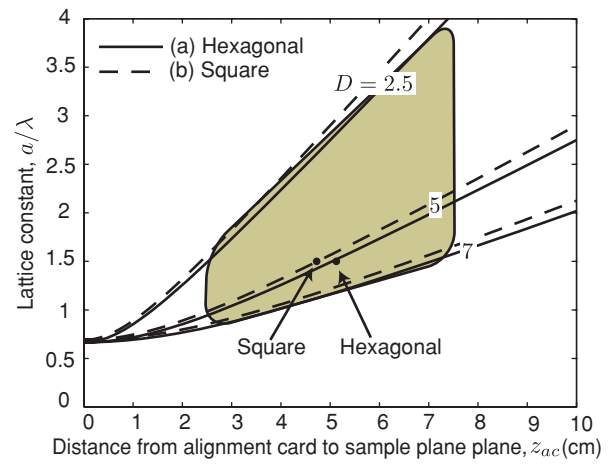 4
3.5
3
2.5
2
1.5
1
0.5
0
0 1 2 3 4 5 6 7 8 9 10
Lattice constant, a/λ
(a) Hexagonal
(b) Square
D = 2.5
5
7
Square
Hexagonal
Distance from alignment card to sample plane plane, z_{ac}(cm)